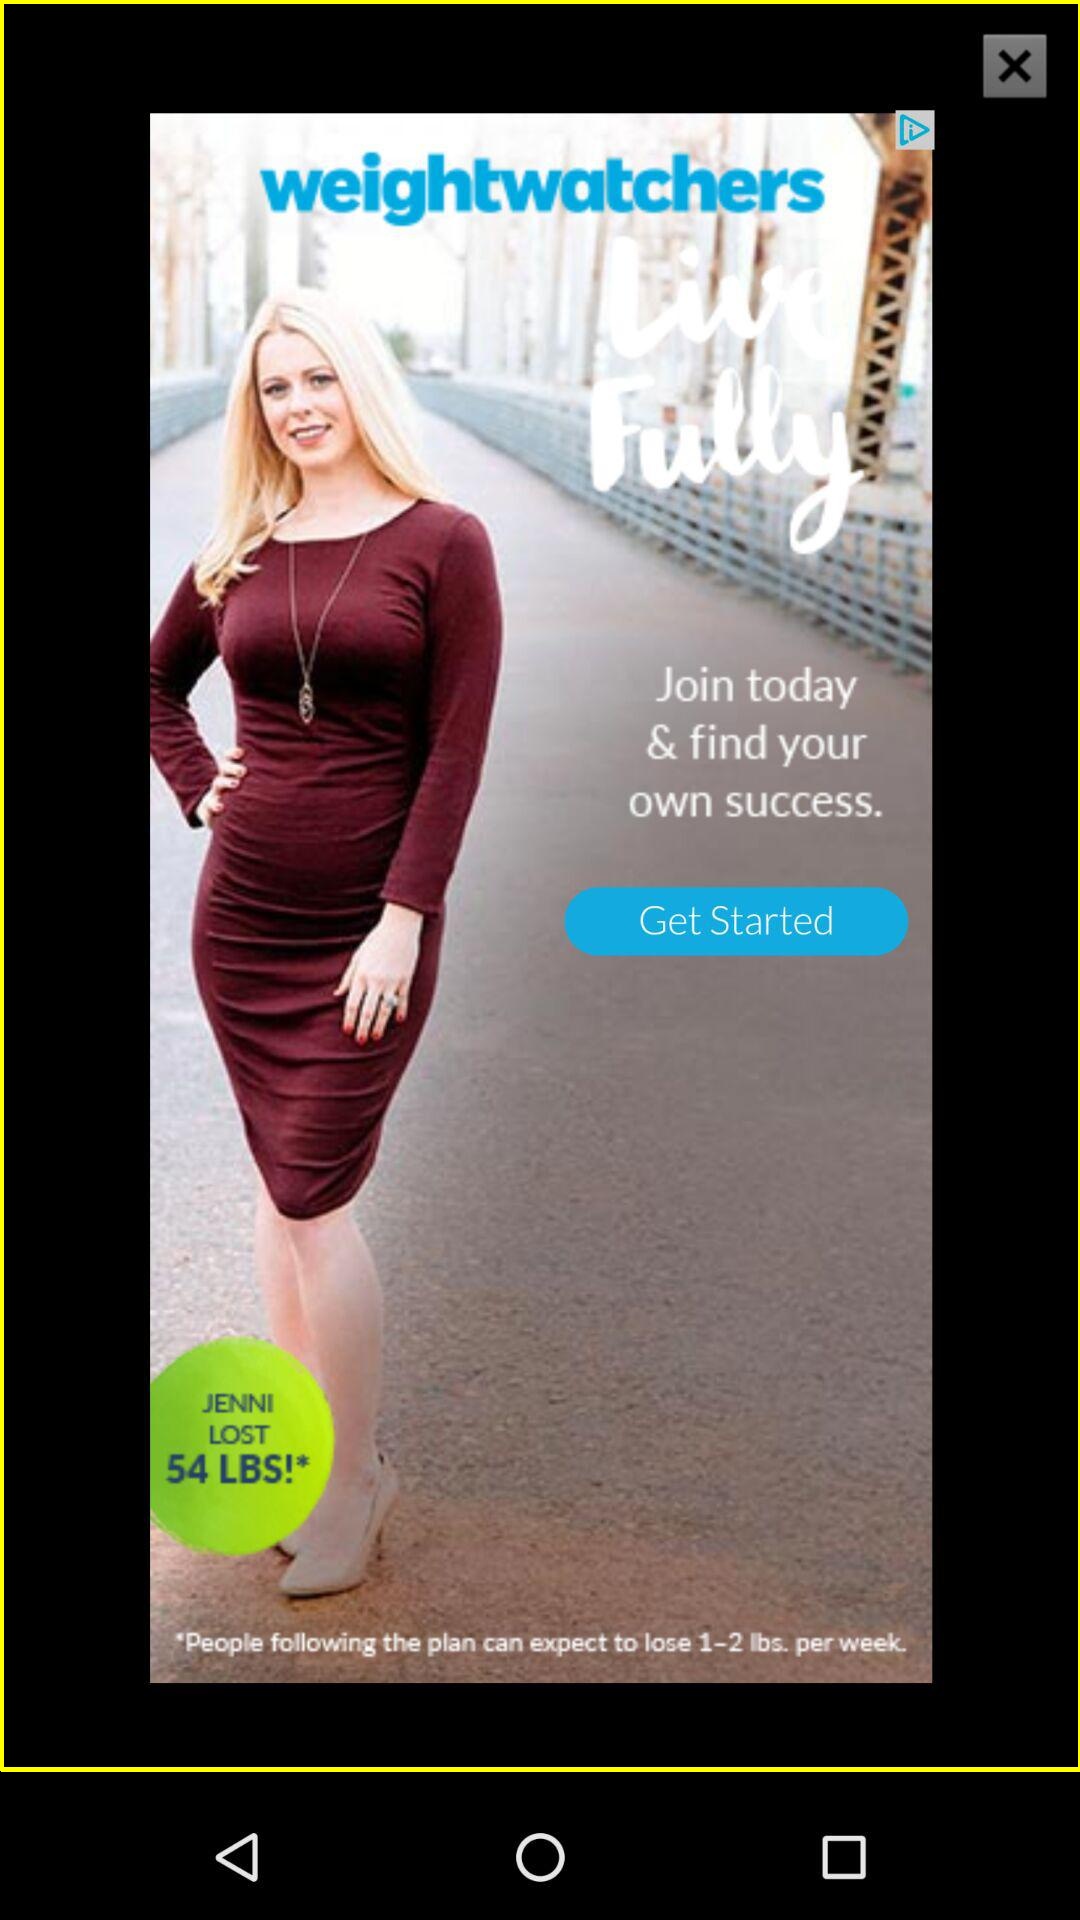 weightwatchers
Live
Fully
Join today
& find your
own success.
Get Started
JENNI
LOST
54 LBS!*
*People following the plan can expect to lose 1–2 lbs. per week.